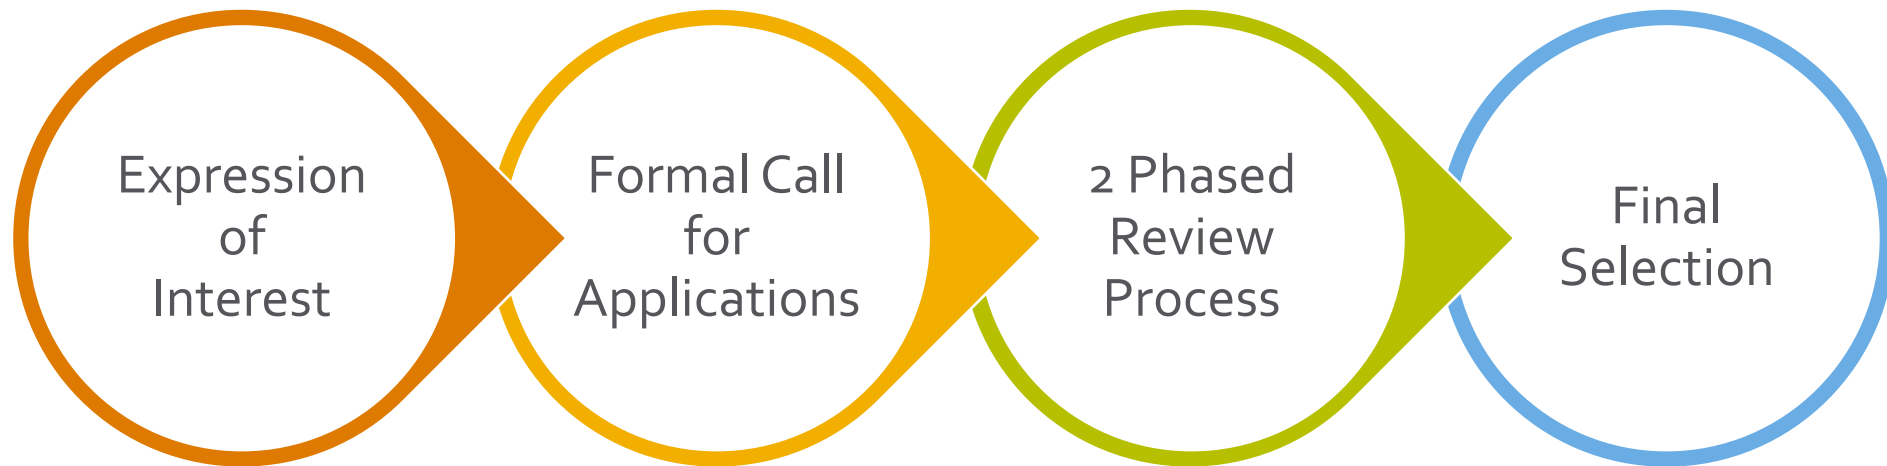 Expression
of
Interest
Formal Call
for
Applications
2 Phased
Review
Process
Final
Selection